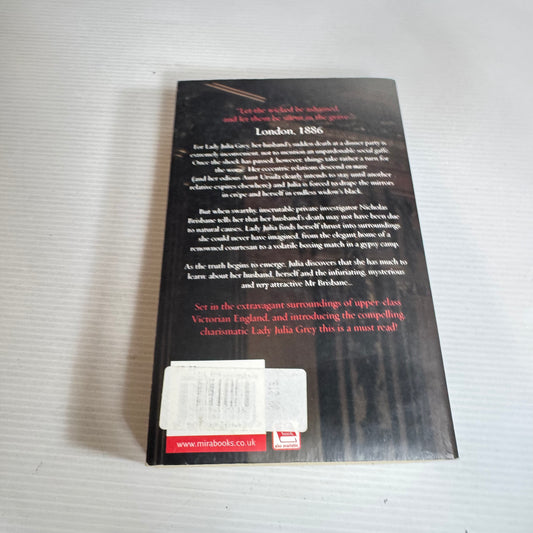 "Let the wicked be ashamed,
and let them be silent in the grave."
London, 1886
For Lady Julia Grey, her husband's sudden death at a dinner party is
extremely inconvenient, not to mention an unpardonable social gaffe.
Once the shock has passed, however, things take rather a turn for
the worse. Her eccentric relations descend en masse
(and her odious Aunt Ursula clearly intends to stay until another
relative expires elsewhere) and Julia is forced to drape the mirrors
in crêpe and herself in endless widow's black.
But when swarthy, inscrutable private investigator Nicholas
Brisbane tells her that her husband's death may not have been due
to natural causes, Lady Julia finds herself thrust into surroundings
she could never have imagined, from the elegant home of a
renowned courtesan to a volatile boxing match in a gypsy camp.
As the truth begins to emerge, Julia discovers that she has much to
learn about her husband, herself and the infuriating, mysterious
and very attractive Mr Brisbane...
Set in the extravagant surroundings of upper-class
Victorian England, and introducing the compelling,
charismatic Lady Julia Grey this is a must read!
www.mirabooks.co.uk